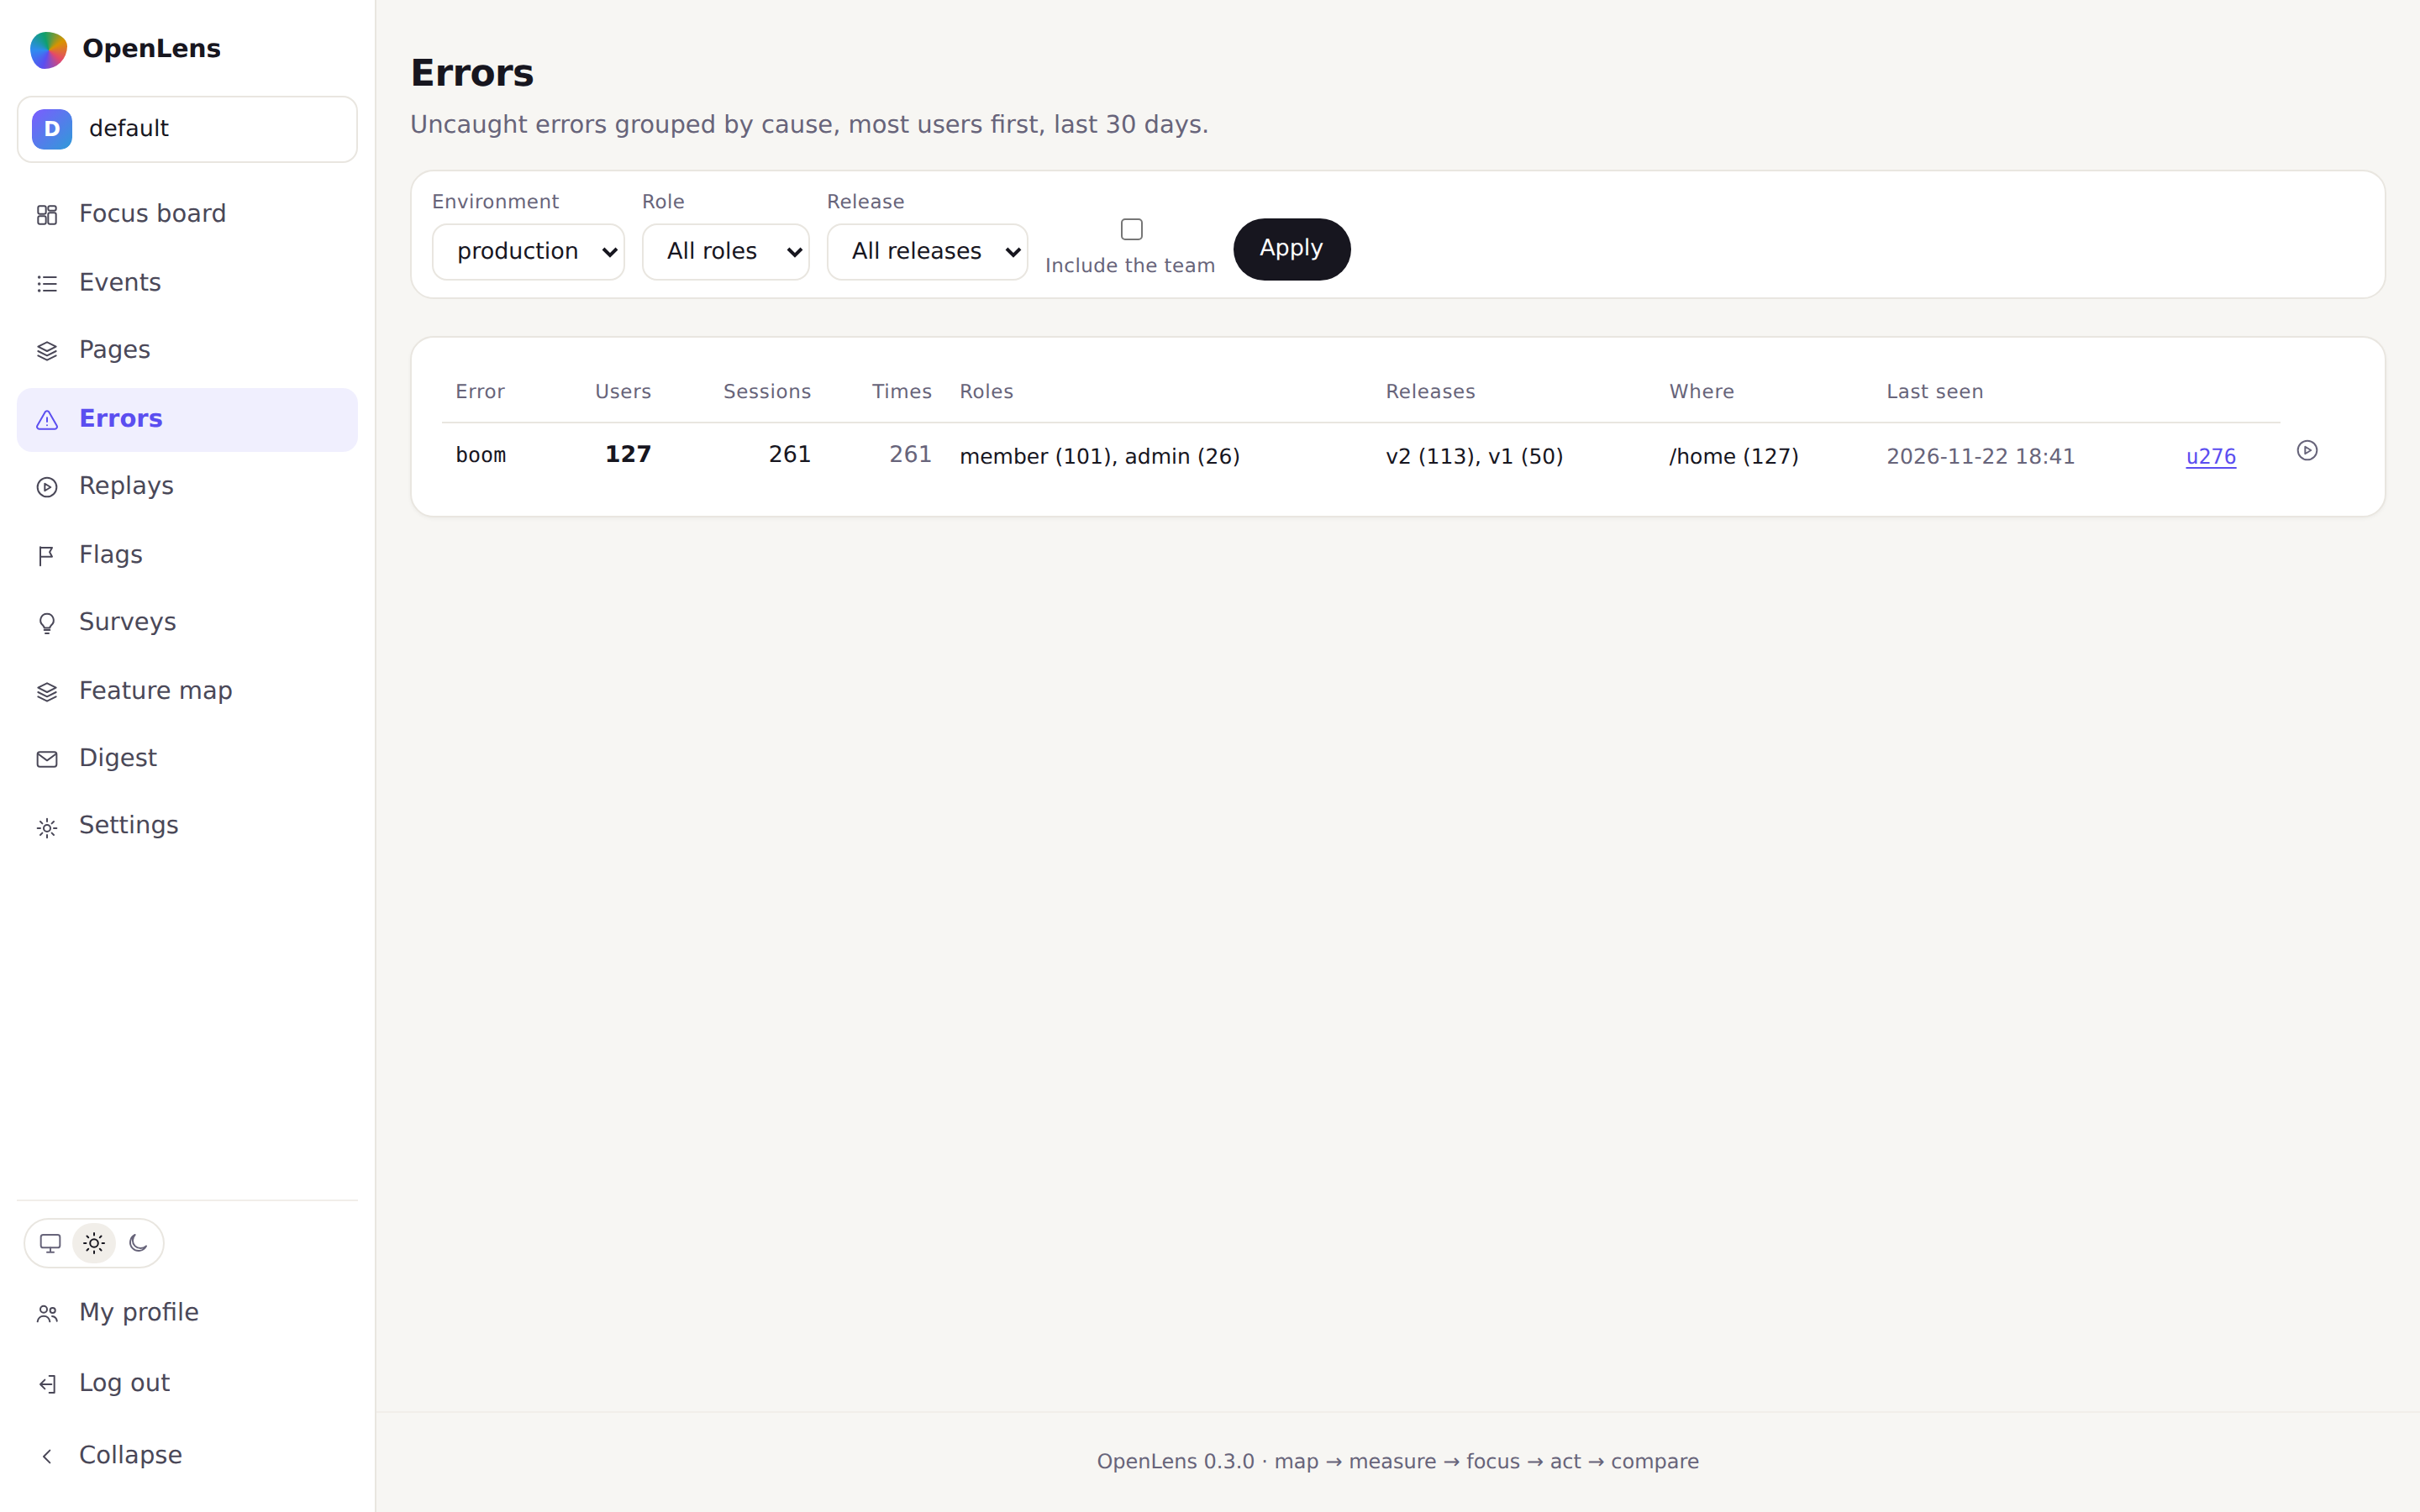 OpenLens
D default
Focus board
Events
Pages
Errors
Replays
Flags
Surveys
Feature map
Digest
Settings
My profile
Log out
Collapse
Errors
Uncaught errors grouped by cause, most users first, last 30 days.
Environment Role Release
production All roles All releases Include the team Apply
Error Users Sessions Times Roles Releases Where Last seen
boom 127 261 261 member (101), admin (26) v2 (113), v1 (50) /home (127) 2026-11-22 18:41 u276
OpenLens 0.3.0 · map → measure → focus → act → compare